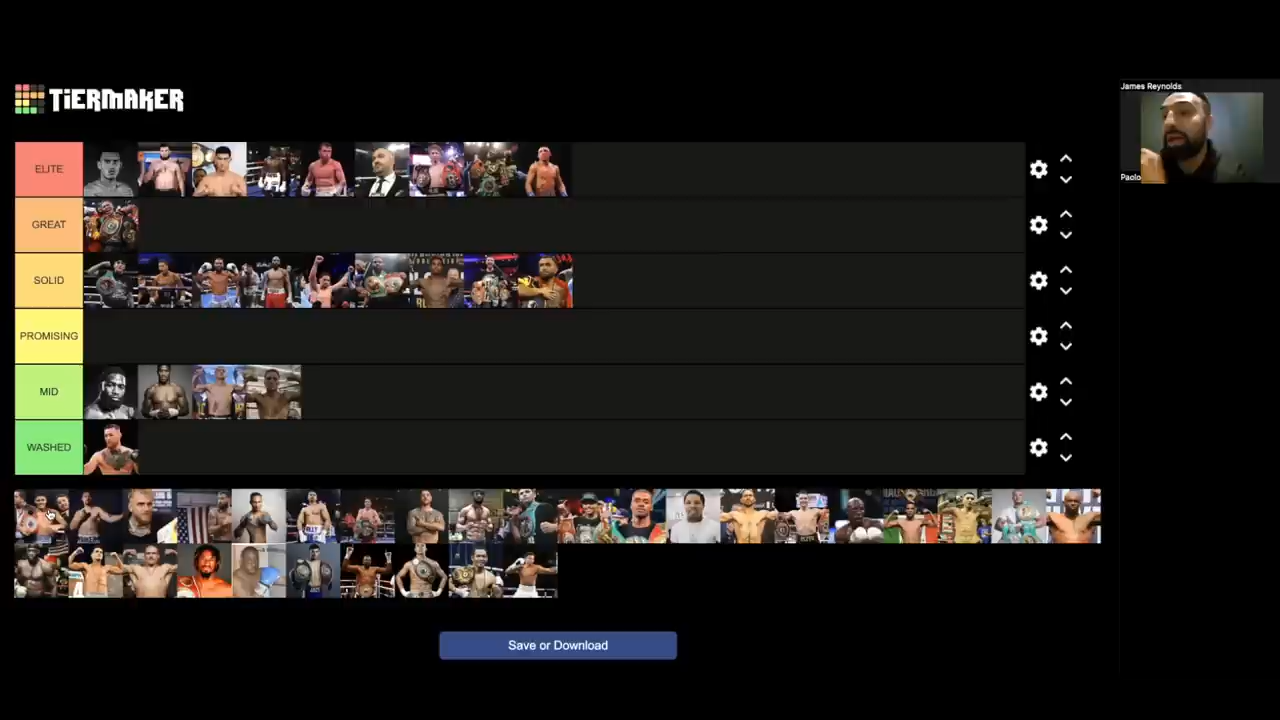 TiERMAKER
James Reynolds
Paolo
ELITE
GREAT
SOLID
PROMISING
MID
WASHED
Save or Download